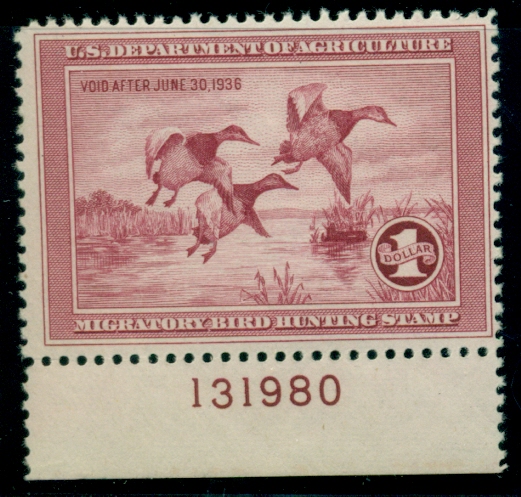 U.S. DEPARTMENT OF AGRICULTURE
VOID AFTER JUNE 30, 1936
1
DOLLAR
MIGRATORY BIRD HUNTING STAMP
131980